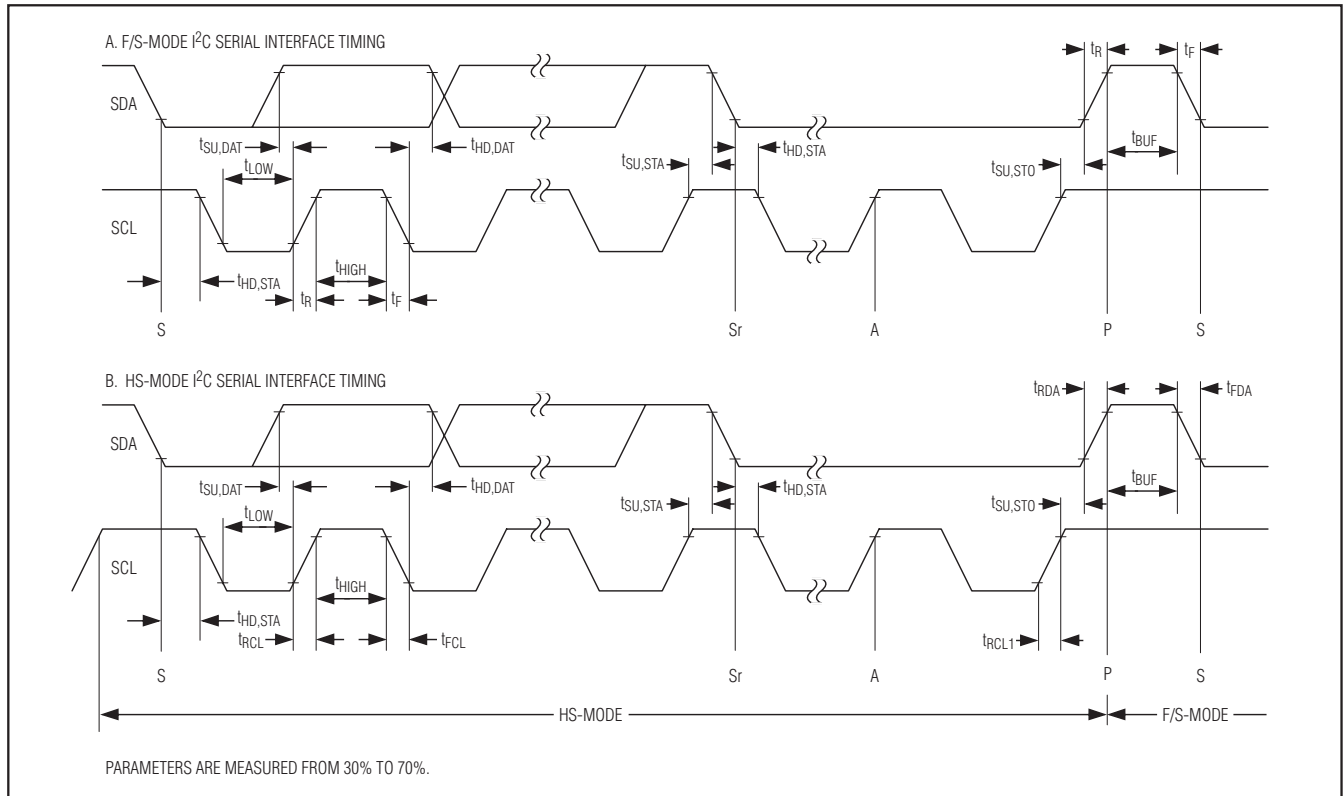 A. F/S-MODE I²C SERIAL INTERFACE TIMING
tR
tF
SDA
tSU,DAT
tHD,DAT
tLOW
tSU,STA
tHD,STA
tSU,STO
tBUF
SCL
tHD,STA
tHIGH
tR
tF
S
Sr
A
P
S
B. HS-MODE I²C SERIAL INTERFACE TIMING
tRDA
tFDA
SDA
tSU,DAT
tHD,DAT
tLOW
tSU,STA
tHD,STA
tSU,STO
tBUF
SCL
tHIGH
tHD,STA
tRCL
tFCL
tRCL1
S
Sr
A
P
S
HS-MODE
F/S-MODE
PARAMETERS ARE MEASURED FROM 30% TO 70%.